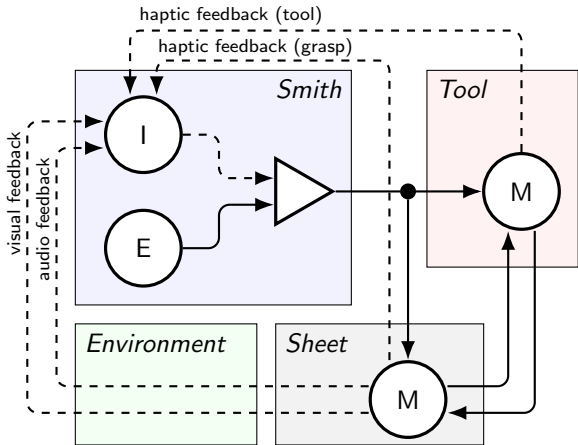 haptic feedback (tool)
haptic feedback (grasp)
Smith
Tool
I
M
E
visual feedback
audio feedback
Environment
Sheet
M